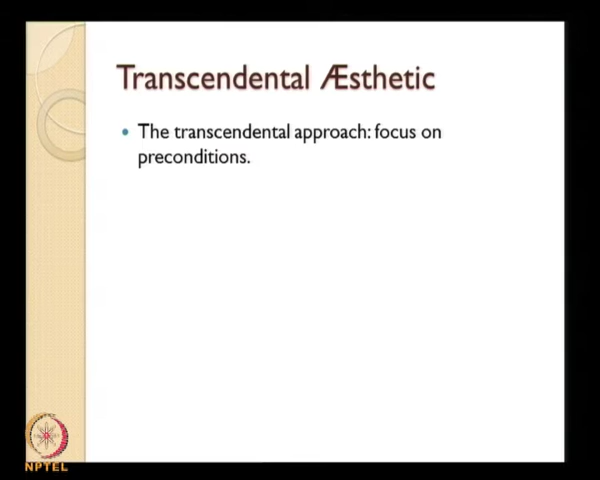 Transcendental Æsthetic
• The transcendental approach: focus on
preconditions.
NPTEL